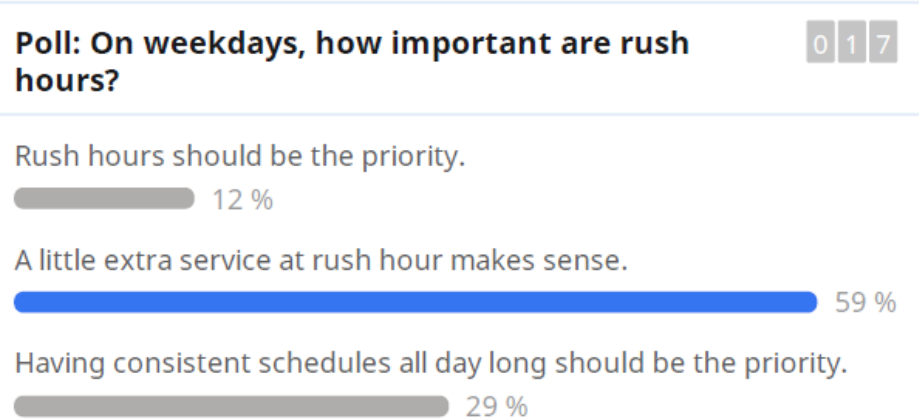 Poll: On weekdays, how important are rush
hours?
0 1 7
Rush hours should be the priority.
12 %
A little extra service at rush hour makes sense.
59 %
Having consistent schedules all day long should be the priority.
29 %